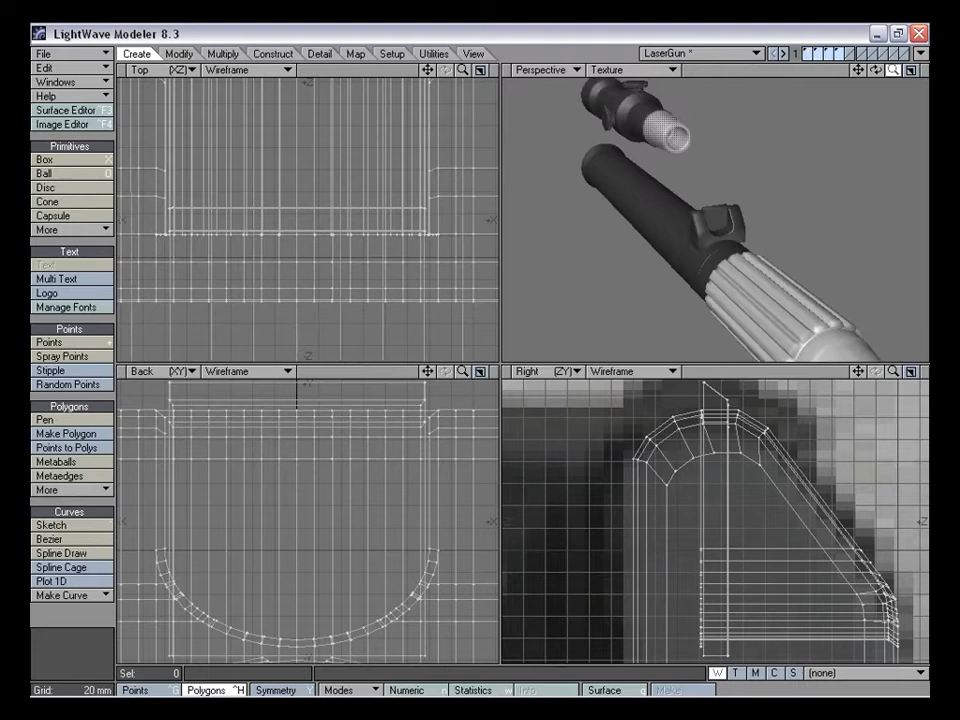 LightWave Modeler 8.3
File
Edit
Windows
Help
Surface Editor F3
Image Editor ^F4
Primitives
Box X
Ball O
Disc
Cone
Capsule
More
Text
Multi Text
Logo
Manage Fonts
Points
Points +
Spray Points
Stipple
Random Points
Polygons
Pen
Make Polygon
Points to Polys
Metaballs
Metaedges
More
Curves
Sketch
Bezier
Spline Draw
Spline Cage
Plot 1D
Make Curve
Create Modify Multiply Construct Detail Map Setup Utilities View LaserGun * 1
Top (XZ) Wireframe
Perspective Texture
Back (XY) Wireframe
Right (ZY) Wireframe
Sel: 0
W T M C S (none)
Grid: 20 mm
Points ^G Polygons ^H Symmetry Y Modes Numeric n Statistics w Info Surface q Make